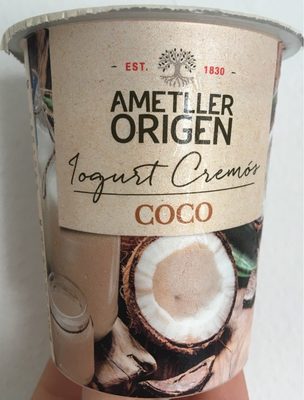 EST. 1830
AMETLLER
ORIGEN
Iogurt Cremós
COCO